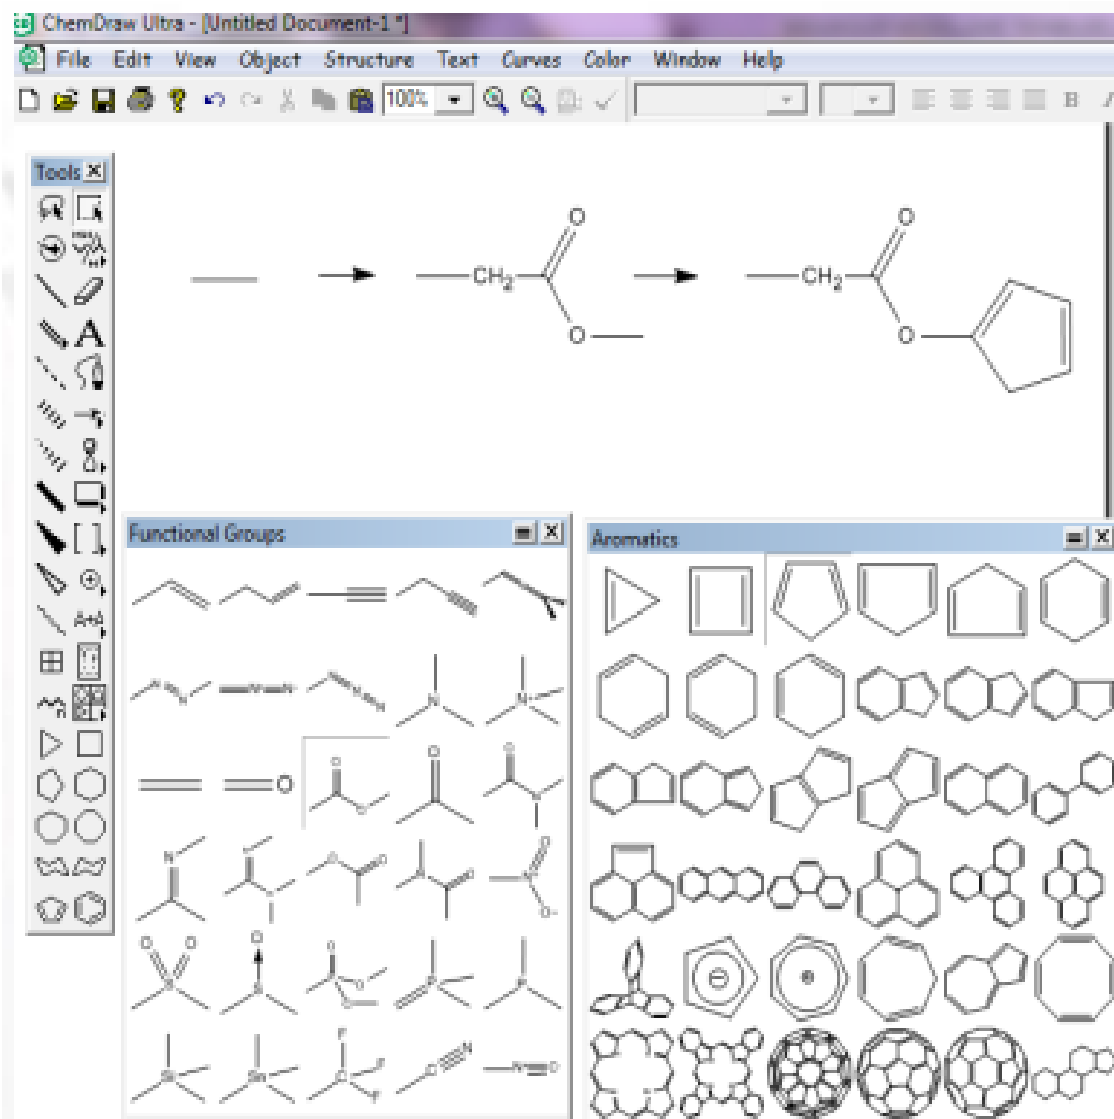 ChemDraw Ultra - [Untitled Document-1 *]
File Edit View Object Structure Text Curves Color Window Help
100% B I
Tools
A
A+A
O O
CH2 CH2
O O
Functional Groups
Aromatics
N N
O
O O O
N
N O
O O O
F
N
F
F